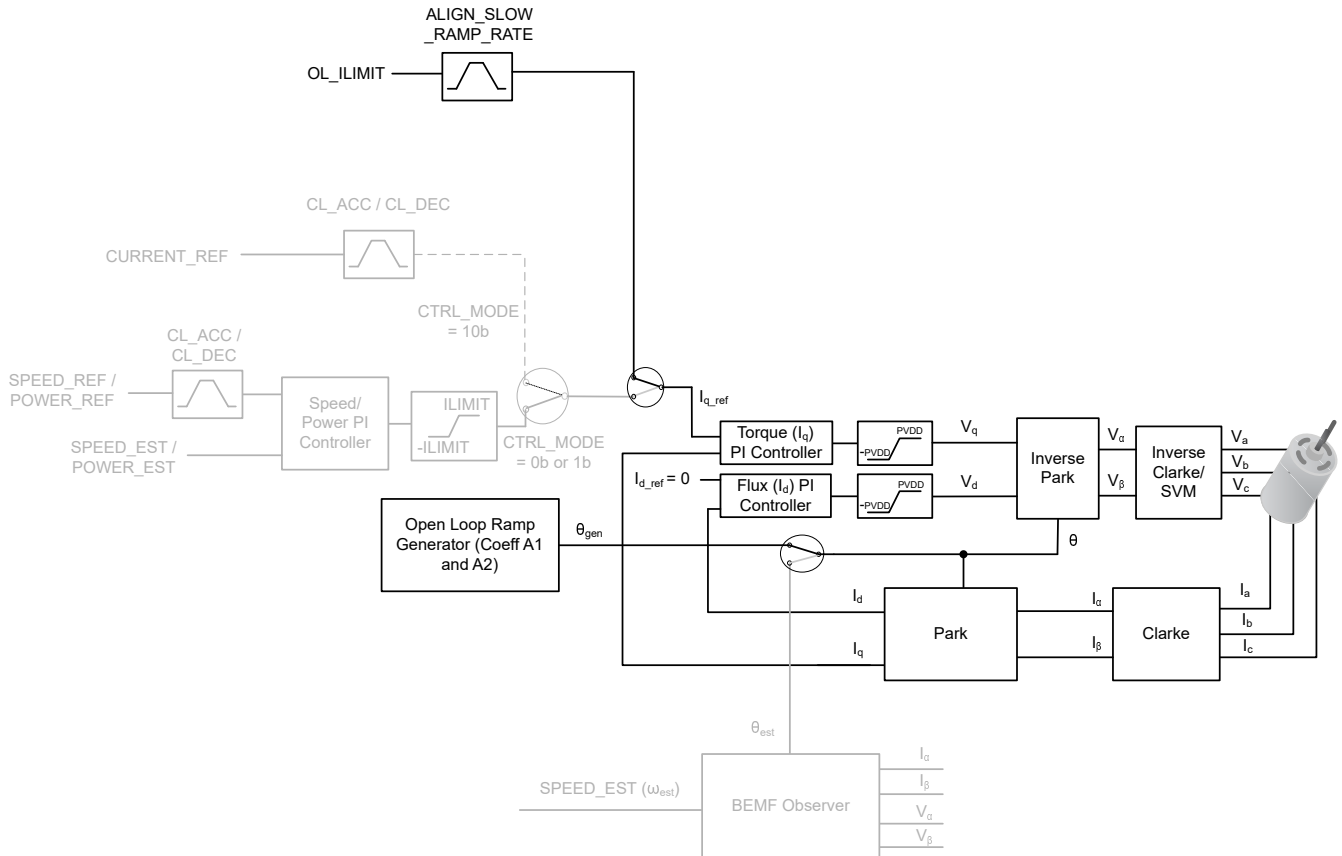 ALIGN_SLOW
_RAMP_RATE
OL_ILIMIT
CL_ACC / CL_DEC
CURRENT_REF
CTRL_MODE
= 10b
CL_ACC /
CL_DEC
SPEED_REF /
POWER_REF
Speed/
Power PI
Controller
ILIMIT
-ILIMIT
SPEED_EST /
POWER_EST
CTRL_MODE
= 0b or 1b
Iq_ref
Torque (Iq)
PI Controller
PVDD
-PVDD
Vq
Id_ref = 0
Flux (Id) PI
Controller
PVDD
-PVDD
Vd
Inverse
Park
Vα
Vβ
Inverse
Clarke/
SVM
Va
Vb
Vc
Open Loop Ramp
Generator (Coeff A1
and A2)
θgen
θ
Id
Iq
Park
Iα
Iβ
Clarke
Ia
Ib
Ic
θest
SPEED_EST (ωest)
BEMF Observer
Iα
Iβ
Vα
Vβ